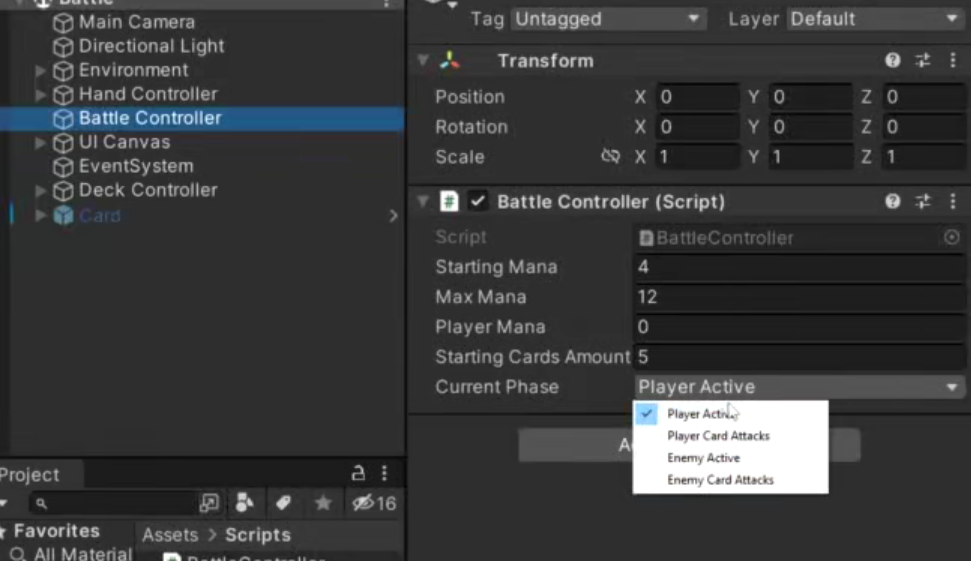 Battle
Main Camera
Directional Light
Environment
Hand Controller
Battle Controller
UI Canvas
EventSystem
Deck Controller
Card
Tag Untagged Layer Default
Transform
Position X 0 Y 0 Z 0
Rotation X 0 Y 0 Z 0
Scale X 1 Y 1 Z 1
# Battle Controller (Script)
Script # BattleController
Starting Mana 4
Max Mana 12
Player Mana 0
Starting Cards Amount 5
Current Phase Player Active
Player Active
Player Card Attacks
Enemy Active
Enemy Card Attacks
Project
16
Favorites
All Material
Assets > Scripts
BattleController